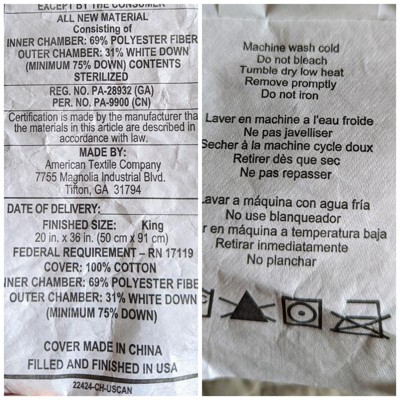 EXCEPT BY THE CONSUMER
ALL NEW MATERIAL
Consisting of
INNER CHAMBER: 69% POLYESTER FIBER
OUTER CHAMBER: 31% WHITE DOWN
(MINIMUM 75% DOWN) CONTENTS
STERILIZED
REG. NO. PA-28932 (GA)
PER. NO. PA-9900 (CN)
Certification is made by the manufacturer tha
the materials in this article are described in
accordance with law.
MADE BY:
American Textile Company
7755 Magnolia Industrial Blvd.
Tifton, GA 31794
DATE OF DELIVERY:
FINISHED SIZE: King
20 in. x 36 in. (50 cm x 91 cm)
FEDERAL REQUIREMENT – RN 17119
COVER: 100% COTTON
INNER CHAMBER: 69% POLYESTER FIBE
OUTER CHAMBER: 31% WHITE DOWN
(MINIMUM 75% DOWN)
COVER MADE IN CHINA
FILLED AND FINISHED IN USA
22424-CH-USCAN
Machine wash cold
Do not bleach
Tumble dry low heat
Remove promptly
Do not iron
Laver en machine a l'eau froide
Ne pas javelliser
Secher à la machine cycle doux
Retirer dès que sec
Ne pas repasser
Lavar a máquina con agua fría
No use blanqueador
r en máquina a temperatura baja
Retirar inmediatamente
No planchar